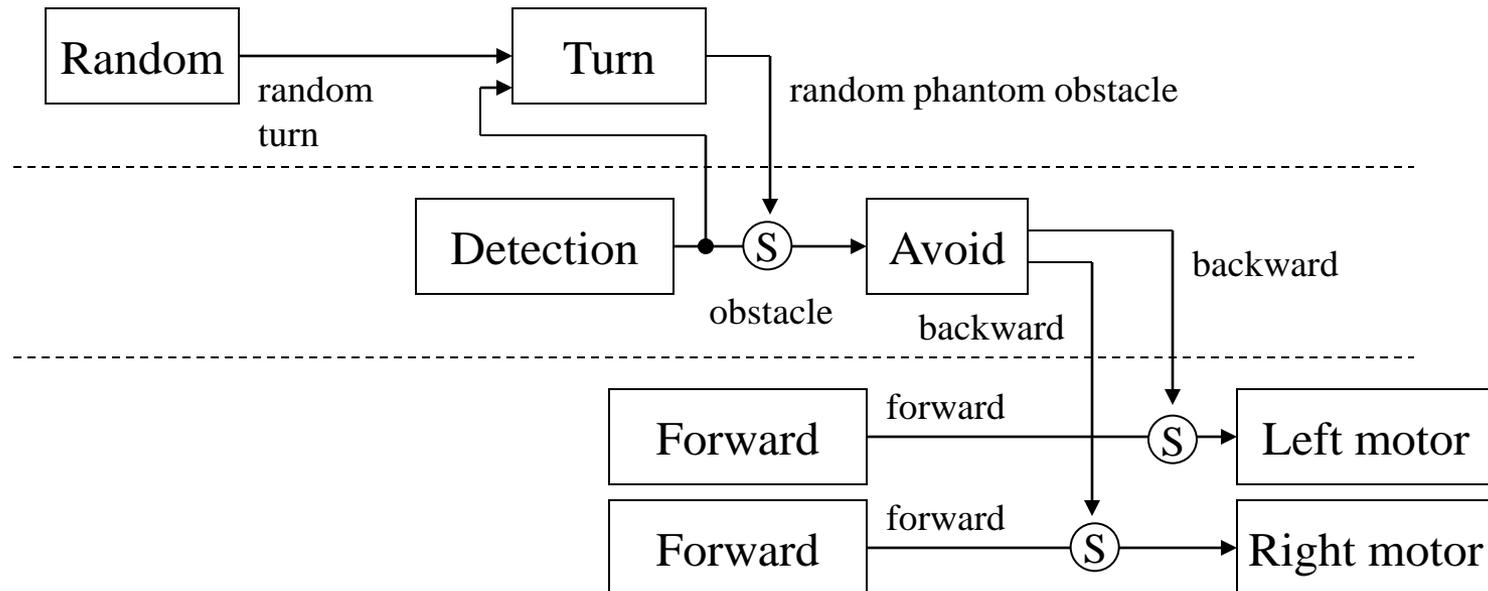 Random
Turn
random
turn
random phantom obstacle
Detection
S
Avoid
backward
obstacle
backward
Forward
forward
S
Left motor
Forward
forward
S
Right motor